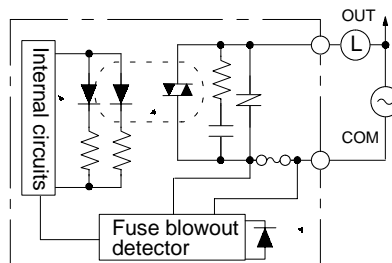 OUT
L
Internal circuits
COM
Fuse blowout
detector